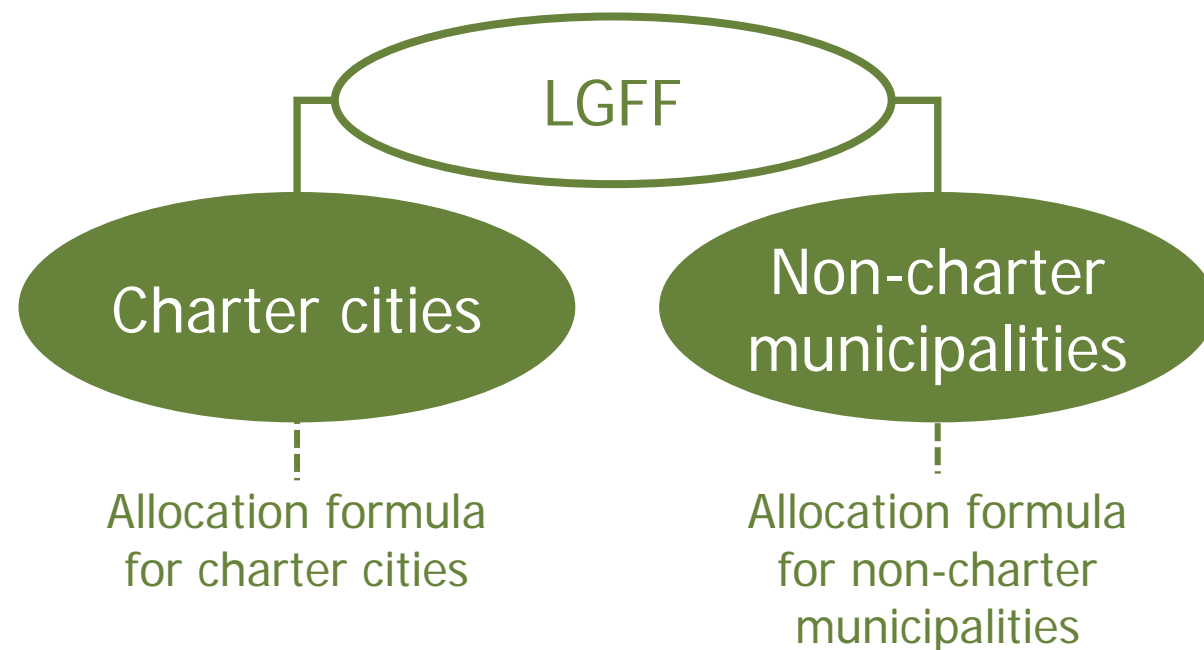 LGFF
Charter cities
Non-charter
municipalities
Allocation formula
for charter cities
Allocation formula
for non-charter
municipalities